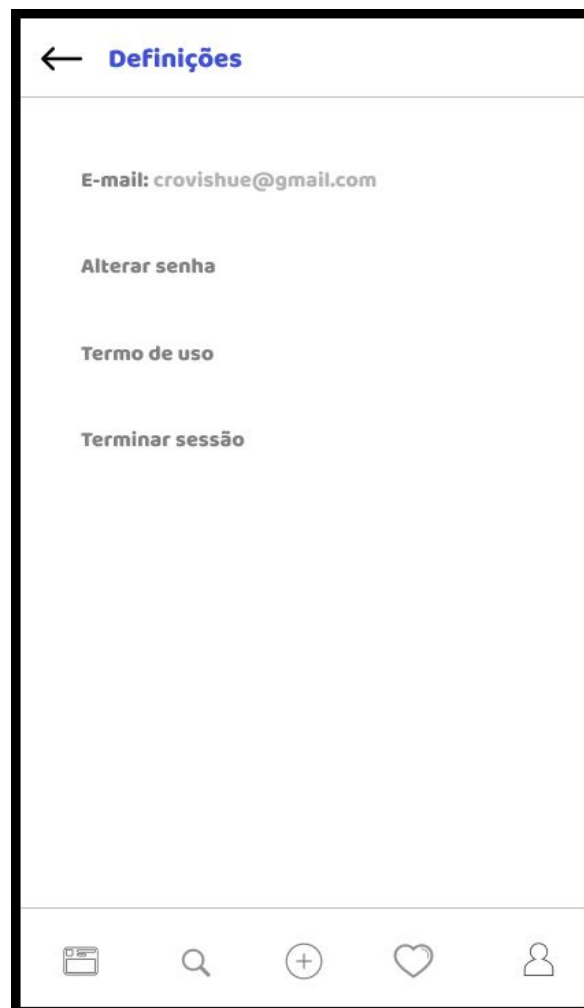 Definições
E-mail: crovishue@gmail.com
Alterar senha
Termo de uso
Terminar sessão